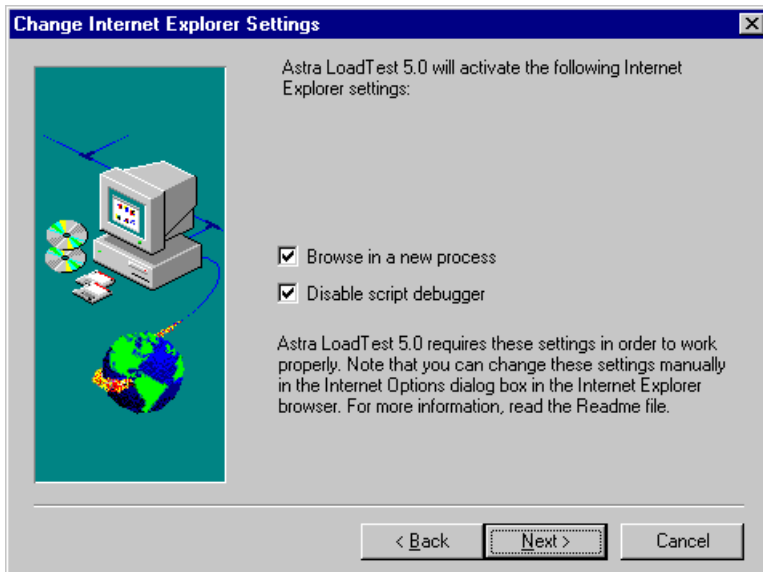 Change Internet Explorer Settings
Astra LoadTest 5.0 will activate the following Internet
Explorer settings:
Browse in a new process
Disable script debugger
Astra LoadTest 5.0 requires these settings in order to work
properly. Note that you can change these settings manually
in the Internet Options dialog box in the Internet Explorer
browser. For more information, read the Readme file.
< Back
Next >
Cancel